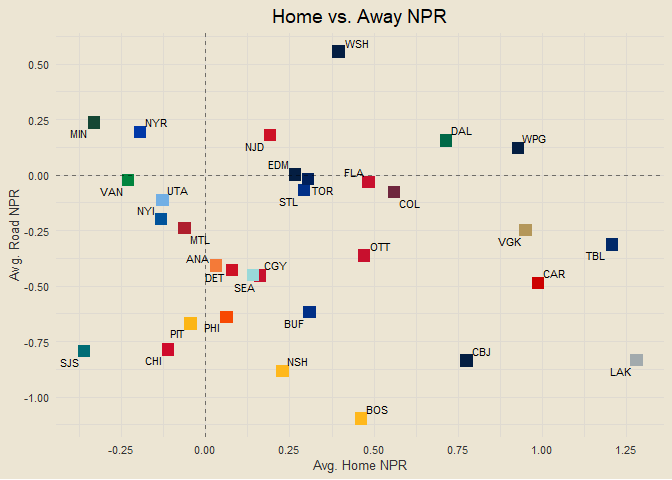 Home vs. Away NPR
0.50
0.25
0.00
-0.25
-0.50
-0.75
-1.00
Avg. Road NPR
WSH
MIN
NYR
NJD
DAL
WPG
EDM
TOR
STL
FLA
COL
VAN
UTA
NYI
MTL
ANA
DET
CGY
SEA
OTT
VGK
TBL
CAR
PIT
PHI
BUF
SJS
CHI
NSH
CBJ
LAK
BOS
-0.25
0.00
0.25
0.50
0.75
1.00
1.25
Avg. Home NPR